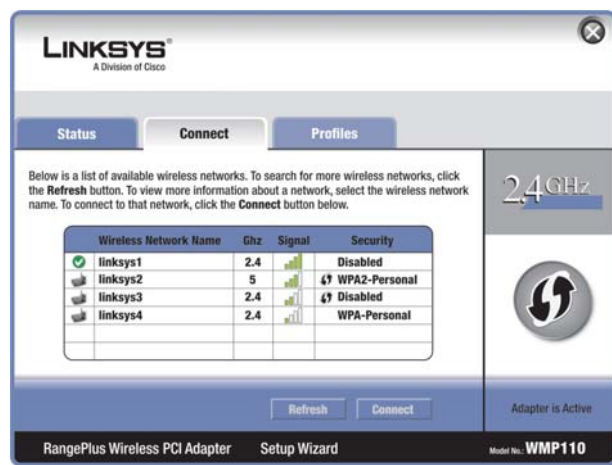 LINKSYS®
A Division of Cisco
Status Connect Profiles
Below is a list of available wireless networks. To search for more wireless networks, click
the Refresh button. To view more information about a network, select the wireless network
name. To connect to that network, click the Connect button below.
2.4GHz
Wireless Network Name Ghz Signal Security
linksys1 2.4 Disabled
linksys2 5 WPA2-Personal
linksys3 2.4 Disabled
linksys4 2.4 WPA-Personal
Refresh Connect
Adapter is Active
RangePlus Wireless PCI Adapter Setup Wizard Model No.: WMP110